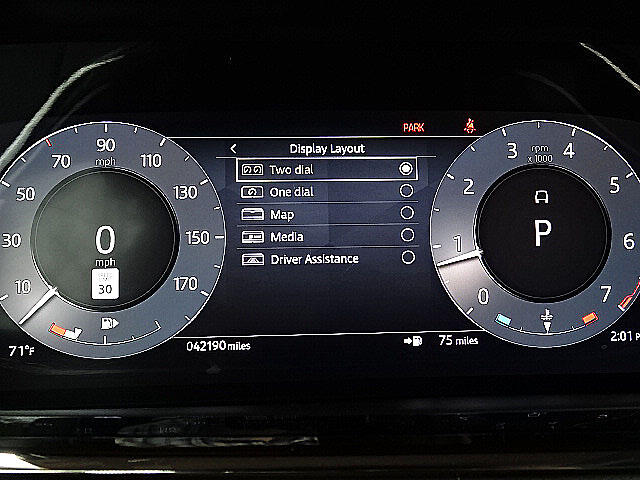 PARK
Display Layout
Two dial
One dial
Map
Media
Driver Assistance
10
30
50
70
90
110
130
150
170
mph
0
mph
30
71°F
042190 miles
75 miles
0
1
2
3
4
5
6
7
rpm
x 1000
P
2:01 P